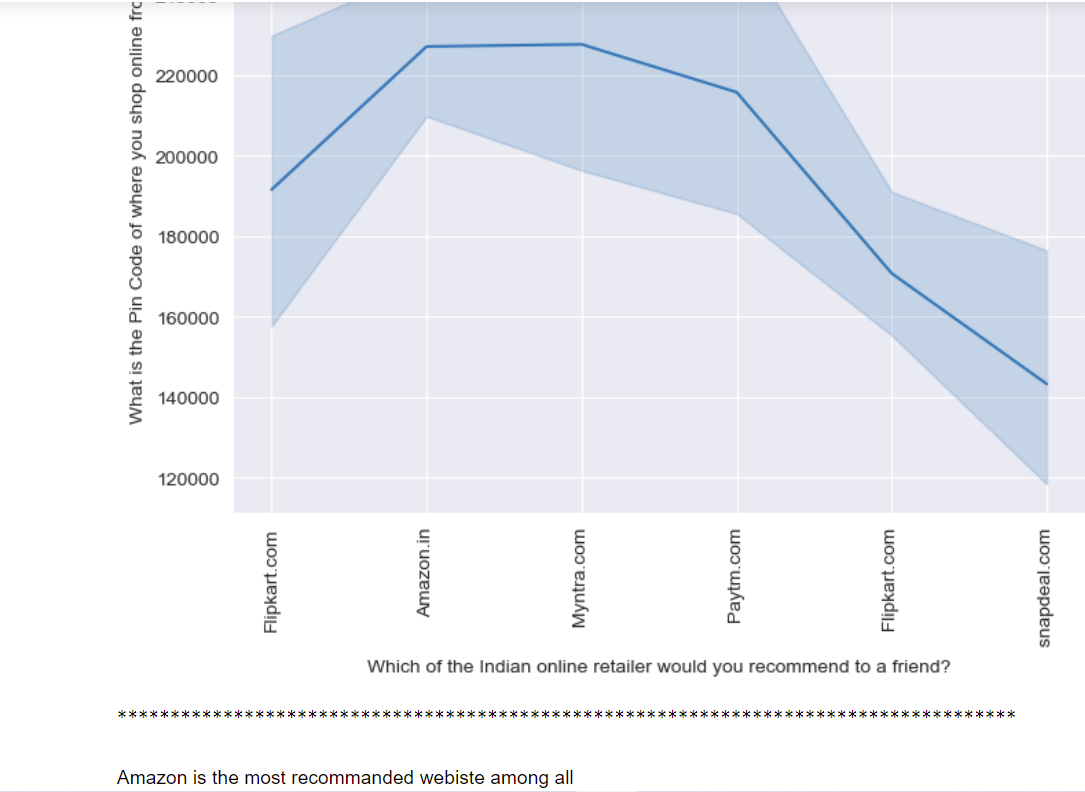 What is the Pin Code of where you shop online
220000
200000
180000
160000
140000
120000
Flipkart.com
Amazon.in
Myntra.com
Paytm.com
Flipkart.com
snapdeal.com
Which of the Indian online retailer would you recommend to a friend?
*************************************************************************************
Amazon is the most recommanded webiste among all